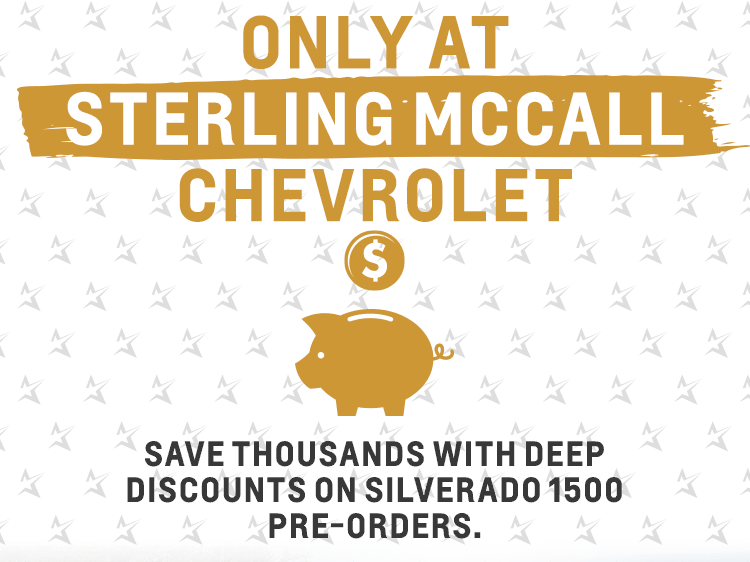 ONLY AT
STERLING MCCALL
CHEVROLET
$
SAVE THOUSANDS WITH DEEP
DISCOUNTS ON SILVERADO 1500
PRE-ORDERS.